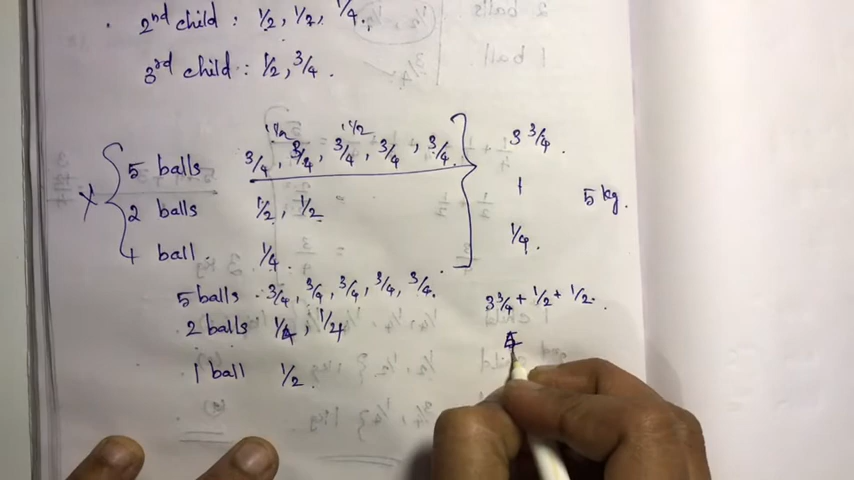 2nd child : 1/2, 1/2, 1/4.
3rd child : 1/2, 3/4.
1 1/2 1 1/2
5 balls 3/4, 3/4, 3/4, 3/4, 3/4. 3 3/4.
X 2 balls 1/2, 1/2 1 5 kg.
1 ball. 1/4. 1/4.
5 balls 3/4, 3/4, 3/4, 3/4, 3/4. 3 3/4 + 1/2 + 1/2.
2 balls 1/4, 1/4
1 ball 1/2.